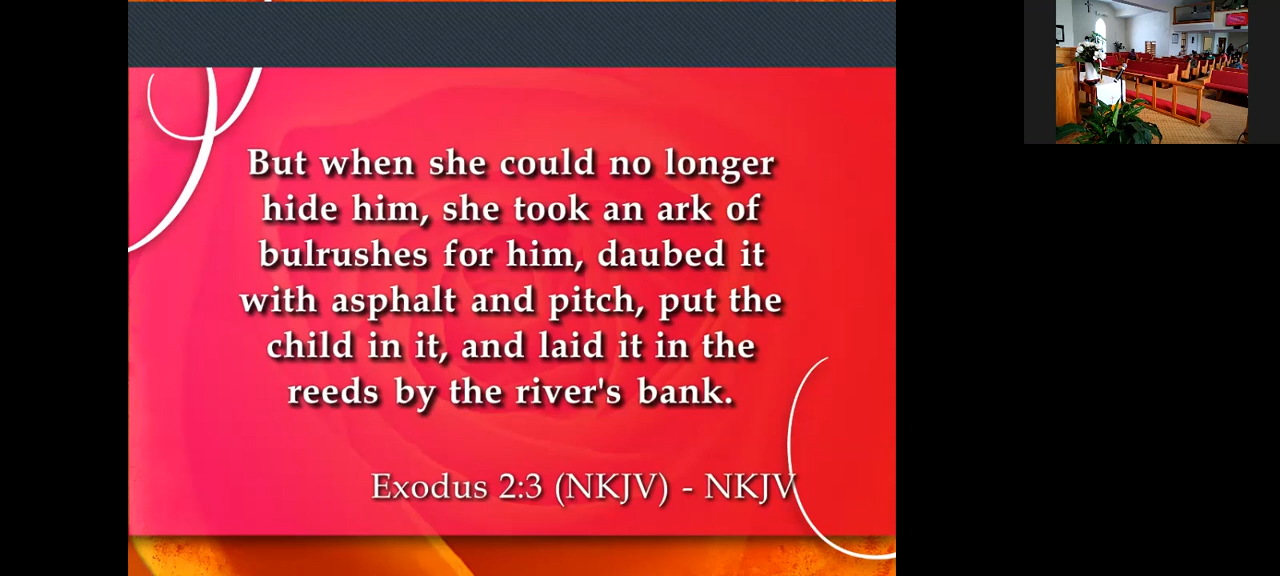 But when she could no longer
hide him, she took an ark of
bulrushes for him, daubed it
with asphalt and pitch, put the
child in it, and laid it in the
reeds by the river's bank.
Exodus 2:3 (NKJV) - NKJV